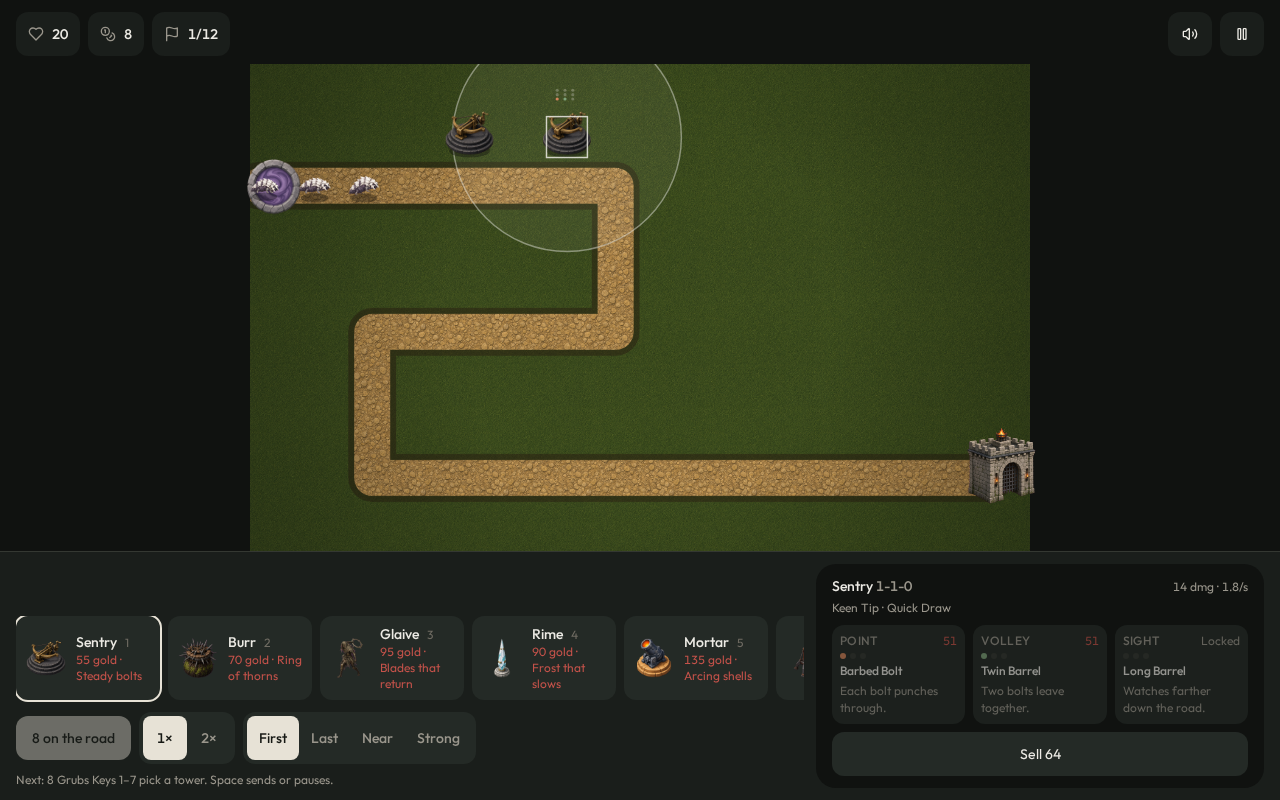 20
8
1/12
Sentry 1
55 gold ·
Steady bolts
Burr 2
70 gold · Ring
of thorns
Glaive 3
95 gold ·
Blades that
return
Rime 4
90 gold ·
Frost that
slows
Mortar 5
135 gold ·
Arcing shells
8 on the road
1×
2×
First
Last
Near
Strong
Next: 8 Grubs Keys 1–7 pick a tower. Space sends or pauses.
Sentry 1-1-0
14 dmg · 1.8/s
Keen Tip · Quick Draw
POINT 51
Barbed Bolt
Each bolt punches
through.
VOLLEY 51
Twin Barrel
Two bolts leave
together.
SIGHT Locked
Long Barrel
Watches farther
down the road.
Sell 64